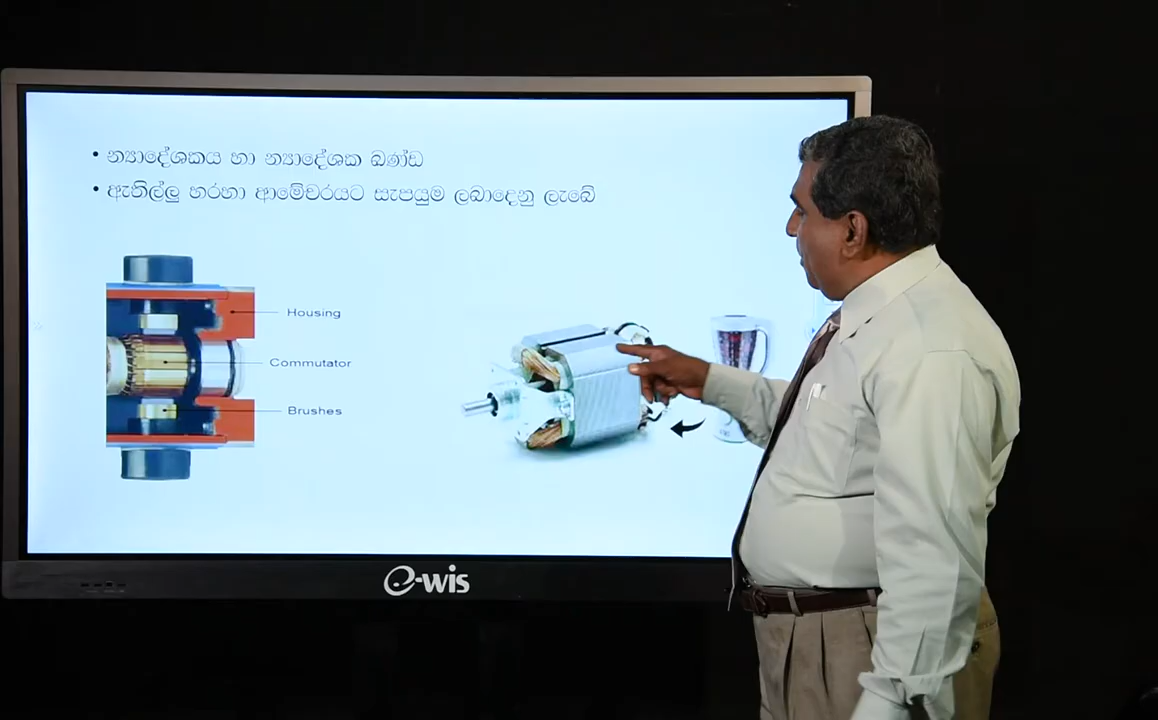 • න්‍යාදේශකය හා න්‍යාදේශක ඛණ්ඩ
• ඇතිල්ලු හරහා ආමේචරයට සැපයුම ලබාදෙනු ලැබේ
Housing
Commutator
Brushes
e-wis